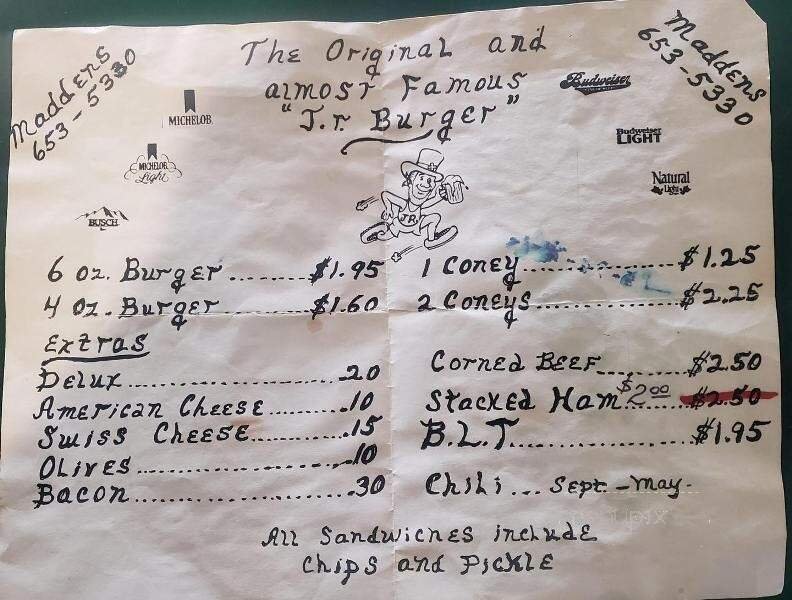 Maddens
653-5330
The Original and
almost Famous
"J.r. Burger"
Maddens
653-5330
MICHELOB.
MICHELOB.
Light
BUSCH
Budweiser
Budweiser
LIGHT
Natural
Light
JR.
6 oz. Burger.........$1.95
4 oz. Burger.........$1.60
Extras
Delux.........20
American Cheese.........10
Swiss Cheese.........15
Olives.........10
Bacon.........30
1 Coney.........$1.25
2 Coneys.........$2.25
Corned Beef.........$2.50
Stacked Ham $2.00 $2.50
B.L.T.........$1.95
Chili... Sept.-May.
All Sandwiches include
Chips and Pickle